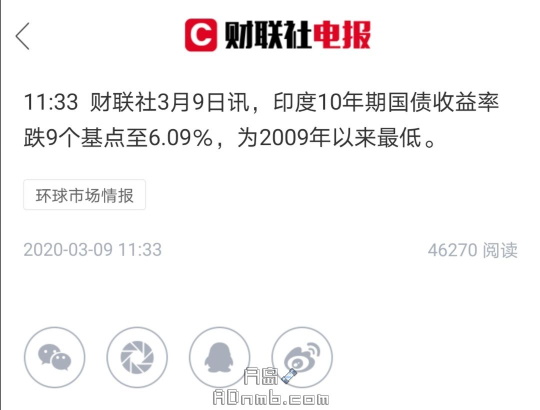 财联社电报
11:33 财联社3月9日讯，印度10年期国债收益率
跌9个基点至6.09%，为2009年以来最低。
环球市场情报
2020-03-09 11:33
46270 阅读
A岛
ADnmb.com